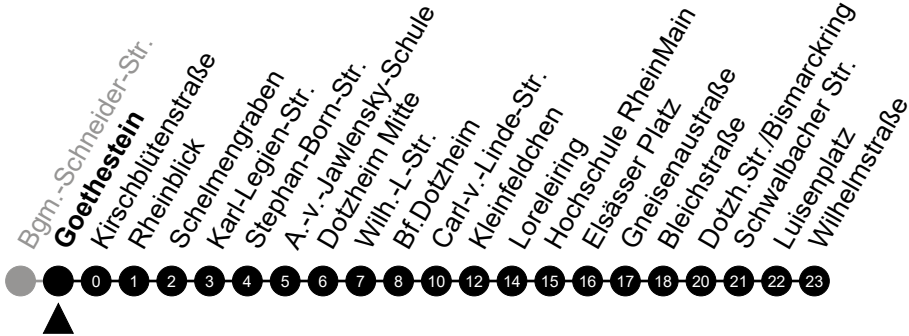 Bgm.-Schneider-Str.
Goethestein
Kirschblütenstraße
Rheinblick
Schelmengraben
Karl-Legien-Str.
Stephan-Born-Str.
A.-v.-Jawlensky-Schule
Dotzheim Mitte
Wilh.-L-Str.
Bf.Dotzheim
Carl-v.-Linde-Str.
Kleinfeldchen
Loreleiring
Hochschule RheinMain
Elsässer Platz
Gneisenaustraße
Bleichstraße
Dotzh.Str./Bismarckring
Schwalbacher Str.
Luisenplatz
Wilhelmstraße
0 1 2 3 4 5 6 7 8 10 12 14 15 16 17 18 20 21 22 23